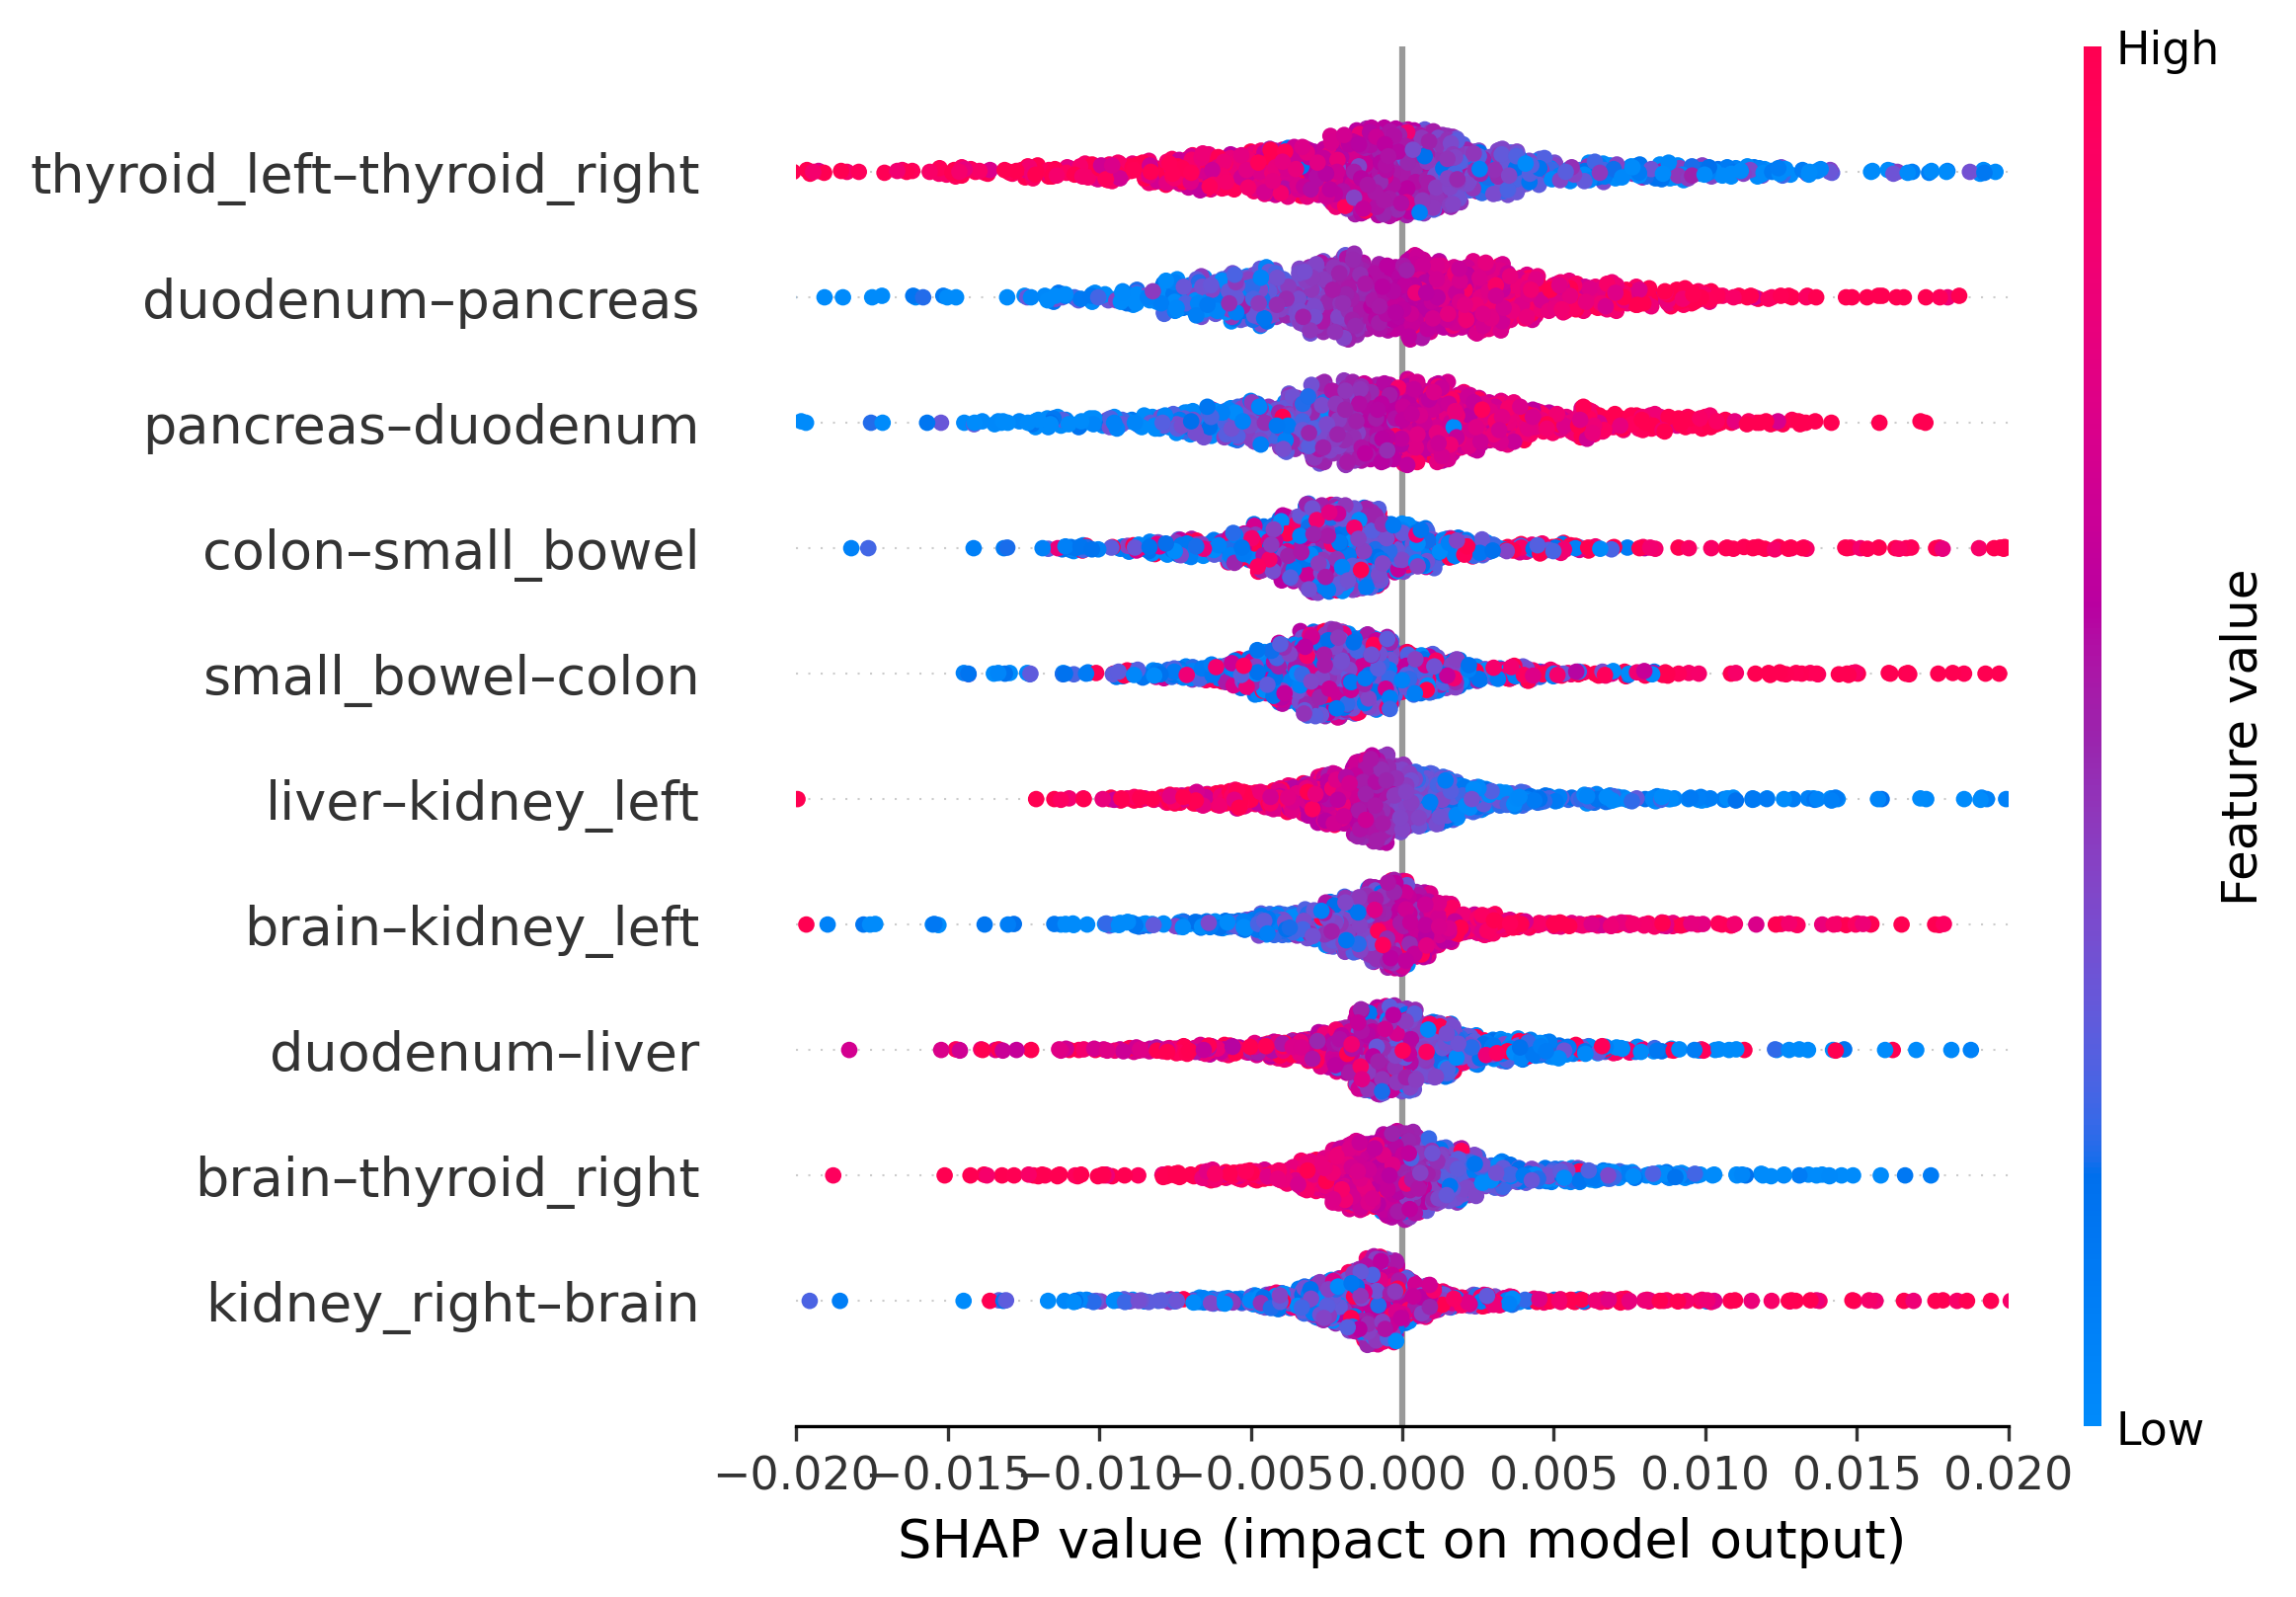 High
thyroid_left–thyroid_right
duodenum–pancreas
pancreas–duodenum
colon–small_bowel
small_bowel–colon
liver–kidney_left
brain–kidney_left
duodenum–liver
brain–thyroid_right
kidney_right–brain
Feature value
Low
−0.020 −0.015 −0.010 −0.005 0.000 0.005 0.010 0.015 0.020
SHAP value (impact on model output)